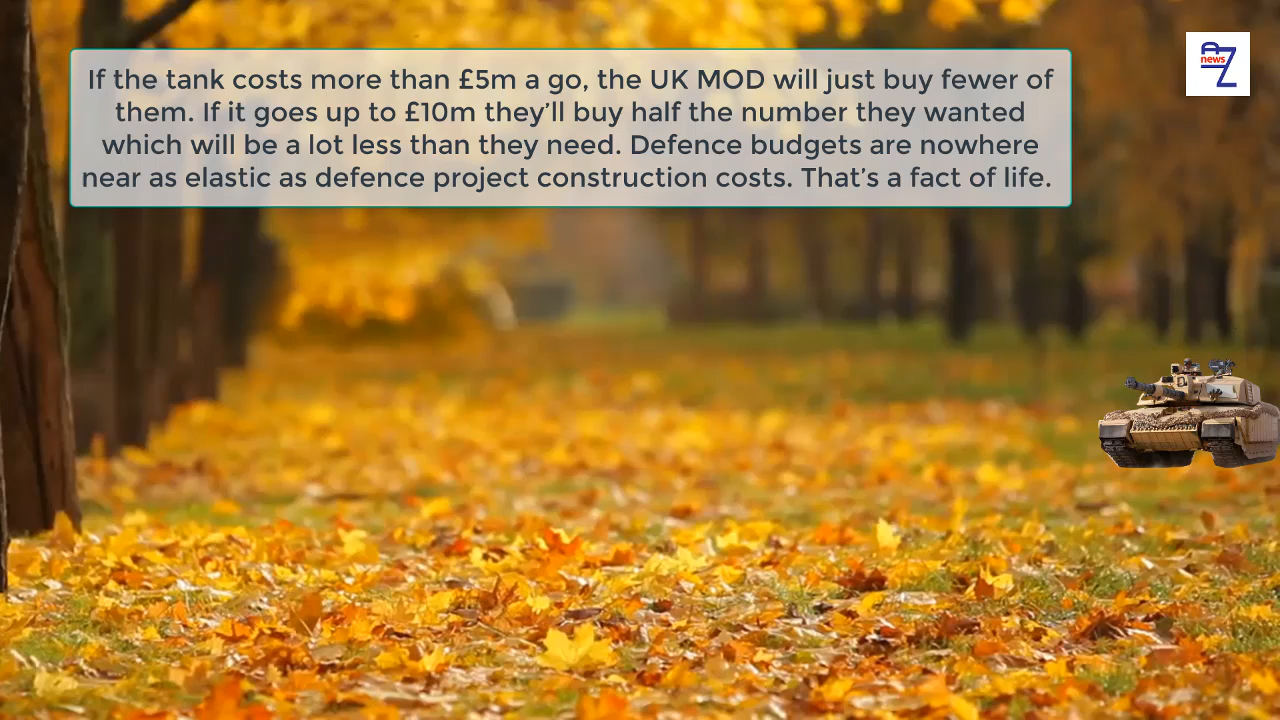 If the tank costs more than £5m a go, the UK MOD will just buy fewer of
them. If it goes up to £10m they’ll buy half the number they wanted
which will be a lot less than they need. Defence budgets are nowhere
near as elastic as defence project construction costs. That’s a fact of life.
A
news
Z